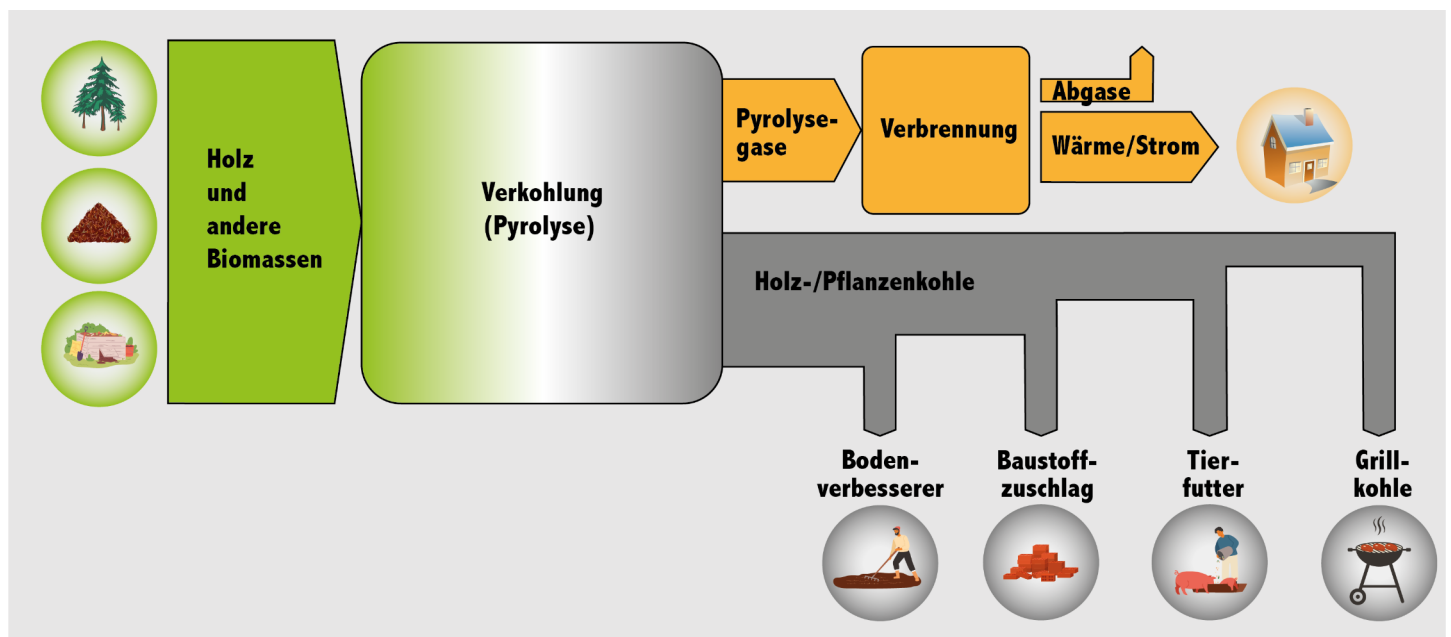 Holz
und
andere
Biomassen
Verkohlung
(Pyrolyse)
Pyrolyse-
gase
Verbrennung
Abgase
Wärme/Strom
Holz-/Pflanzenkohle
Boden-
verbesserer
Baustoff-
zuschlag
Tier-
futter
Grill-
kohle